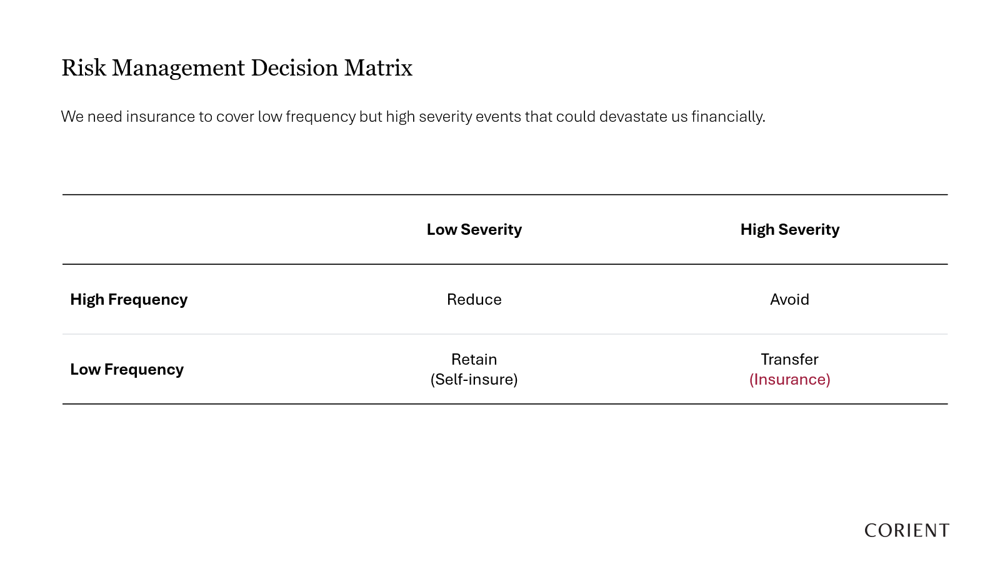 Risk Management Decision Matrix
We need insurance to cover low frequency but high severity events that could devastate us financially.
Low Severity High Severity
High Frequency Reduce Avoid
Low Frequency Retain (Self-insure) Transfer (Insurance)
CORIENT